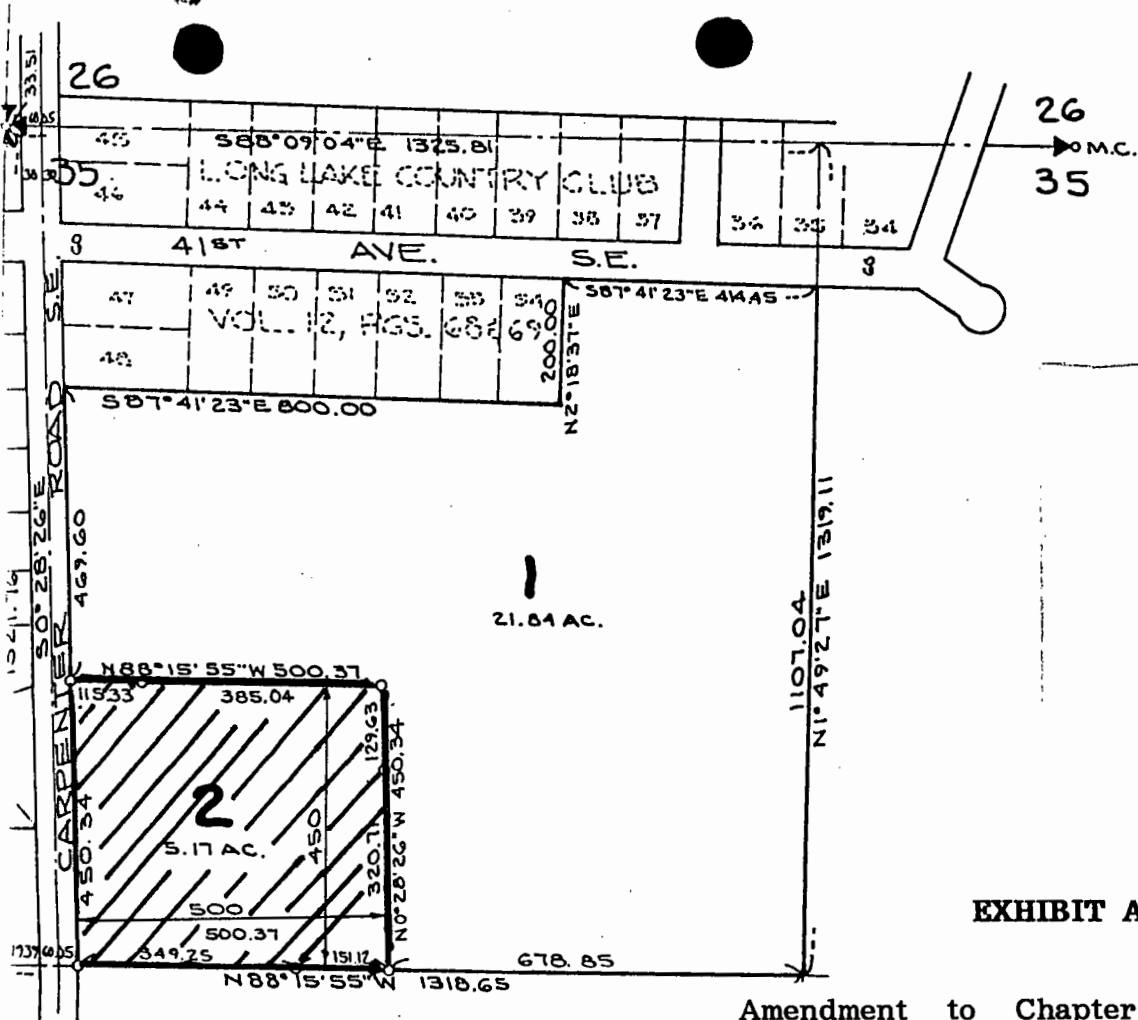 26
26
33.51
M.C.
35
35
45
S88°09'04"E 1325.81
LONG LAKE COUNTRY CLUB
46
44 43 42 41 40 39 38 37
36 35 34
41ST AVE. S.E.
47
49 50 51 52 53 54
S87°41'23"E 414.45
VOL. 12, PGS. 68 & 69
48
200.00
N2°18'37"E
S87°41'23"E 800.00
CARPENTER ROAD S.E.
S0°28'26"E
469.60
1
21.84 AC.
1107.04
N1°49'27"E 1319.11
N88°15'55"W 500.37
115.33
385.04
129.63
N0°28'26"W 450.34
320.71
450.34
2
5.17 AC.
450
500
500.37
349.25
151.12
N88°15'55"W 1318.65
678.85
EXHIBIT A
Amendment to Chapter